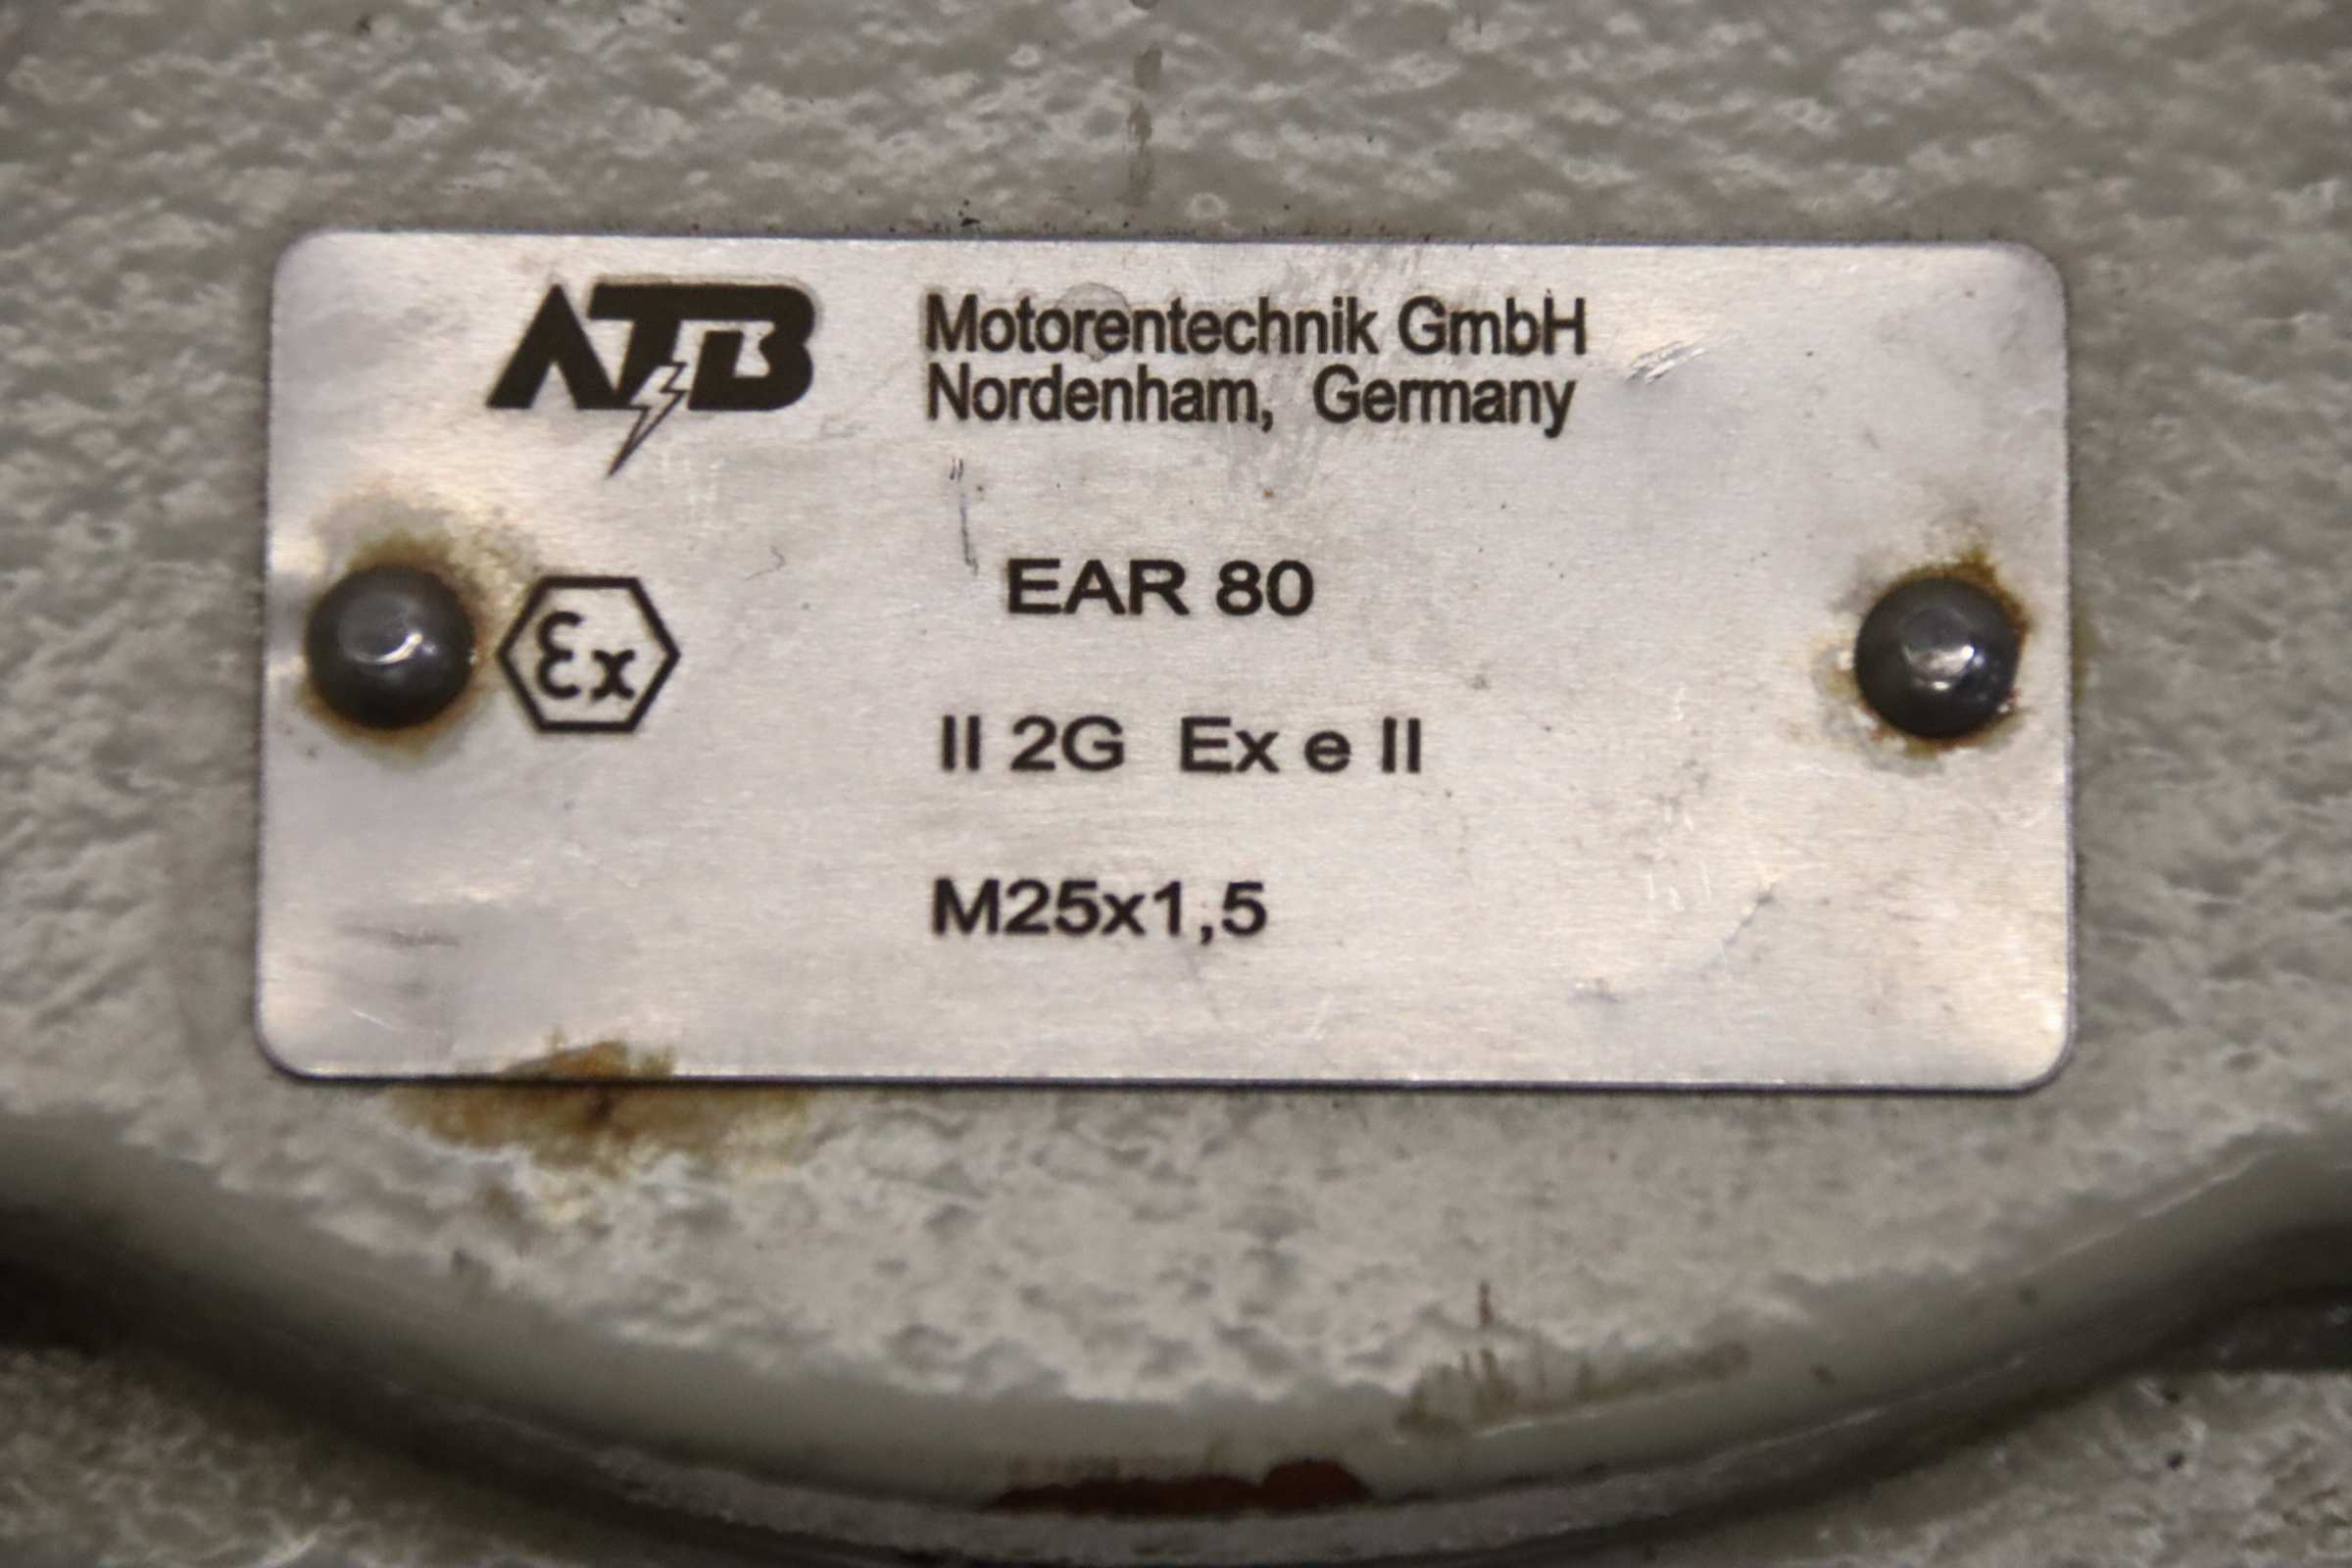 ATB
Motorentechnik GmbH
Nordenham, Germany
EAR 80
Ex
II 2G Ex e II
M25x1,5